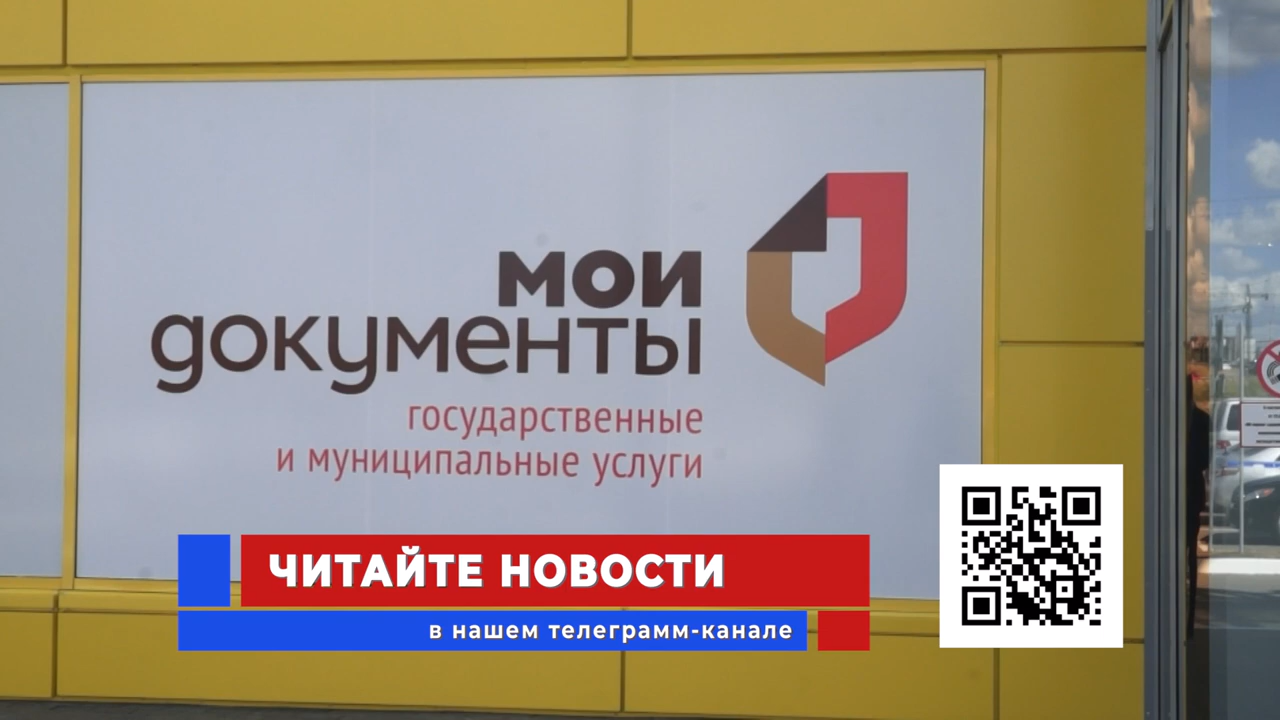 мои
документы
государственные
и муниципальные услуги
ЧИТАЙТЕ НОВОСТИ
в нашем телеграмм-канале